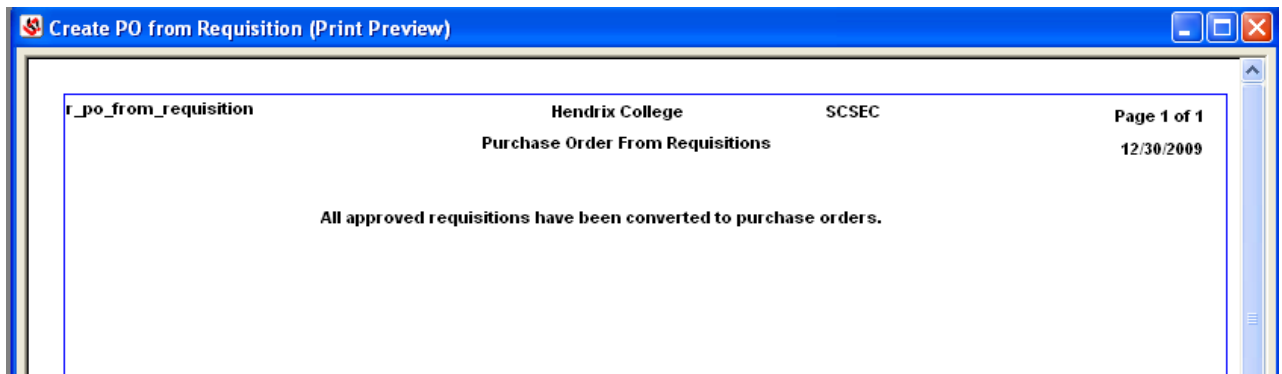 Create PO from Requisition (Print Preview)
r_po_from_requisition Hendrix College SCSEC Page 1 of 1
Purchase Order From Requisitions 12/30/2009
All approved requisitions have been converted to purchase orders.